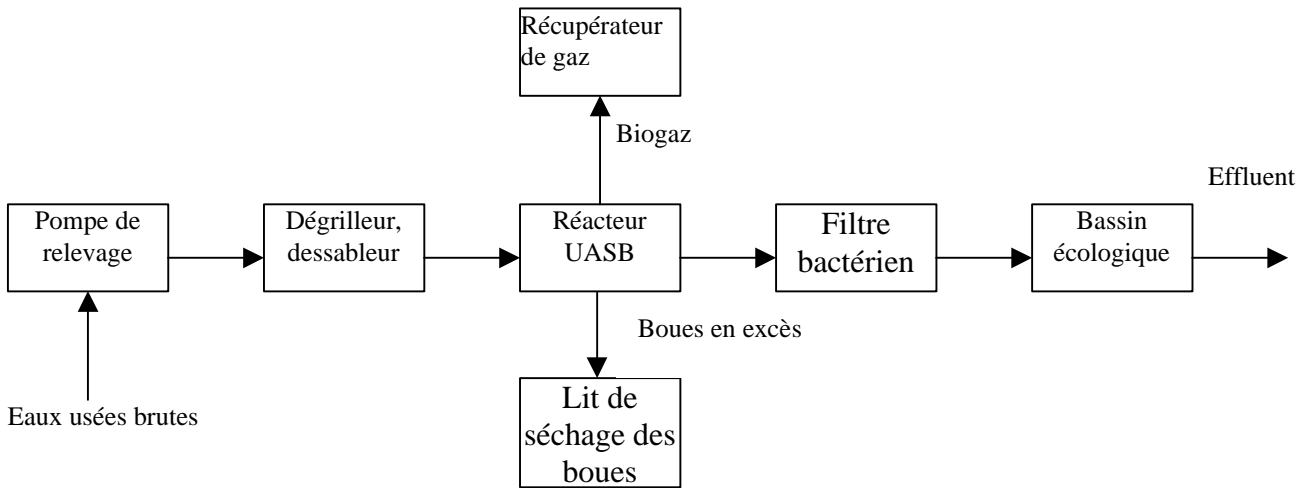 Récupérateur
de gaz
Biogaz
Effluent
Pompe de
relevage
Dégrilleur,
dessableur
Réacteur
UASB
Filtre
bactérien
Bassin
écologique
Boues en excès
Eaux usées brutes
Lit de
séchage des
boues